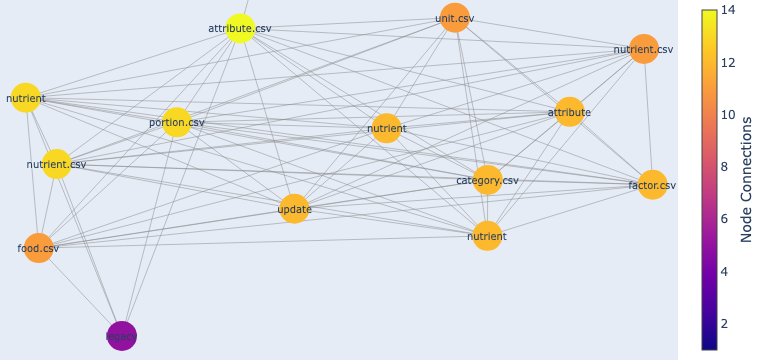 unit.csv
attribute.csv
nutrient.csv
nutrient
attribute
portion.csv
nutrient
nutrient.csv
category.csv
factor.csv
update
nutrient
food.csv
legacy
14
12
10
8
6
4
2
Node Connections